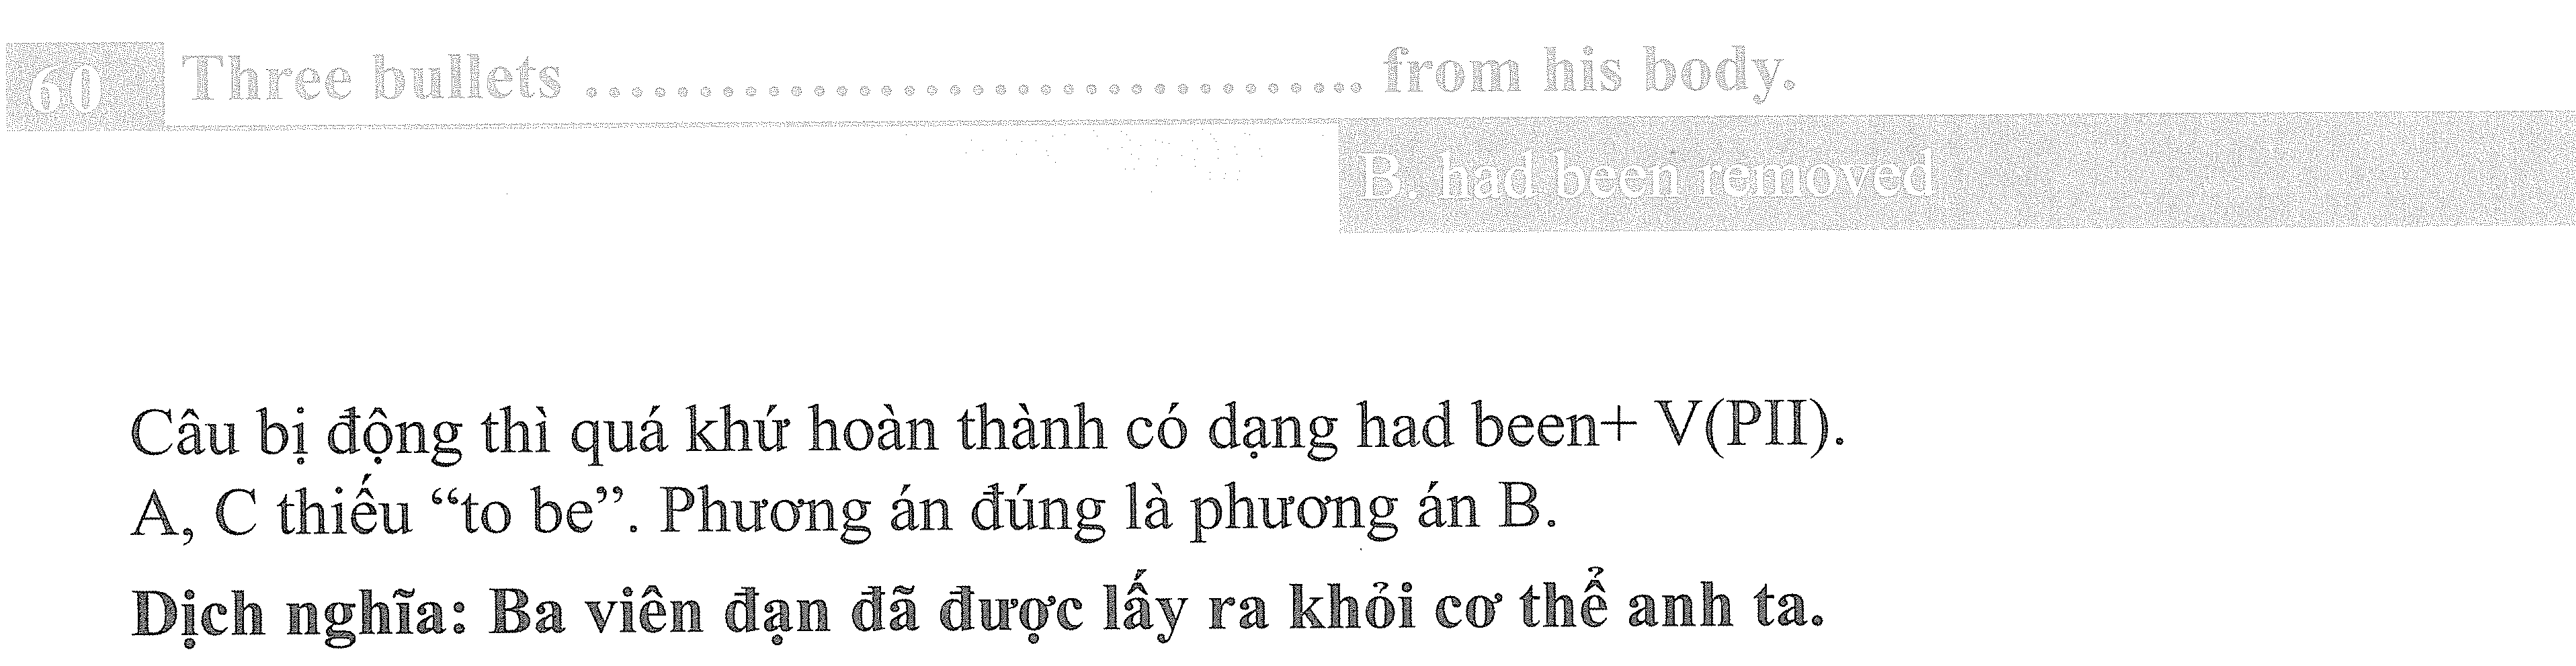 60 Three bullets ................................... from his body.
B. had been removed
Câu bị động thì quá khứ hoàn thành có dạng had been+ V(PII).
A, C thiếu “to be”. Phương án đúng là phương án B.
Dịch nghĩa: Ba viên đạn đã được lấy ra khỏi cơ thể anh ta.